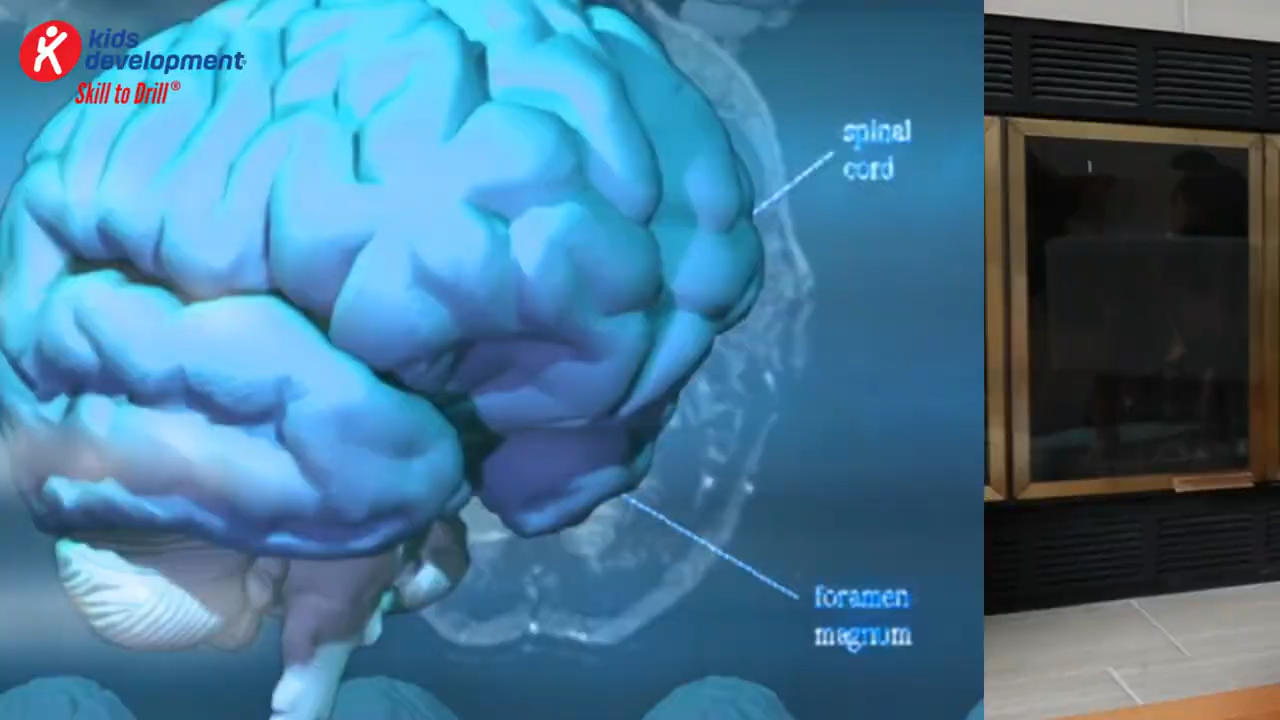 kids
development
Skill to Drill®
spinal
cord
foramen
magnum